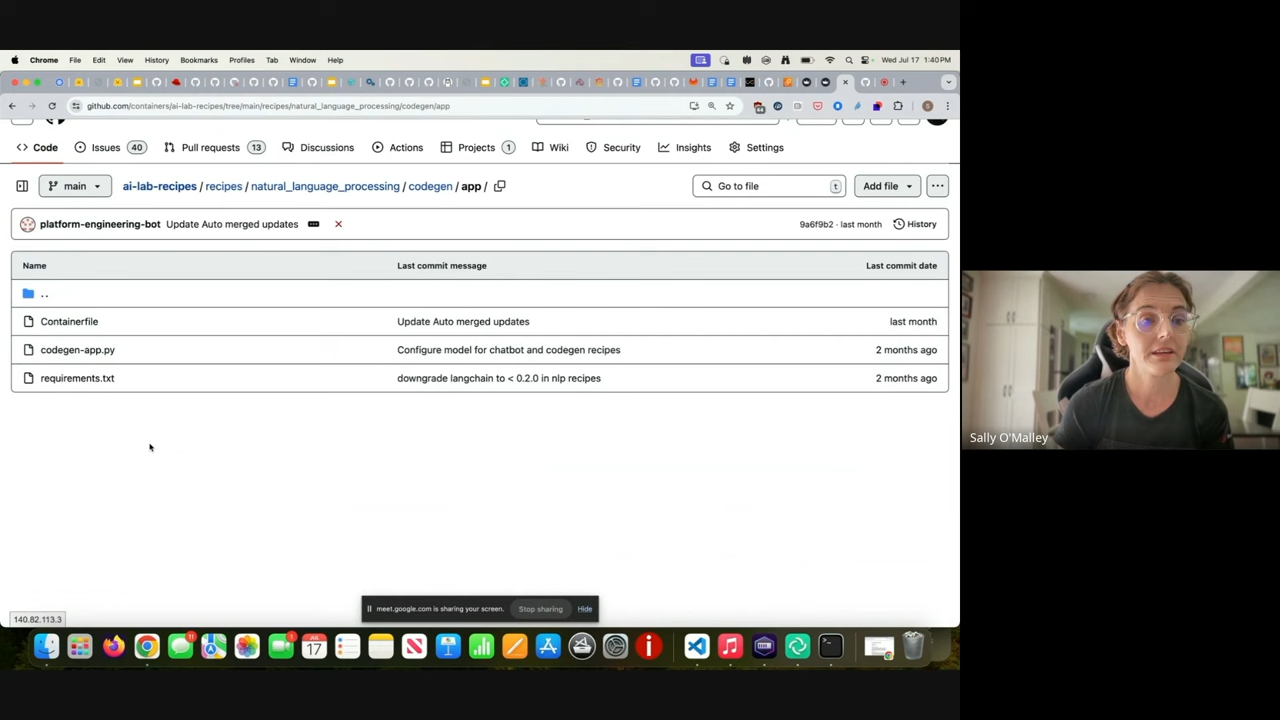 Chrome File Edit View History Bookmarks Profiles Tab Window Help Wed Jul 17 1:40 PM
github.com/containers/ai-lab-recipes/tree/main/recipes/natural_language_processing/codegen/app
Code Issues 40 Pull requests 13 Discussions Actions Projects 1 Wiki Security Insights Settings
main ai-lab-recipes / recipes / natural_language_processing / codegen / app / Go to file t Add file
platform-engineering-bot Update Auto merged updates 9a6f9b2 · last month History
Name Last commit message Last commit date
..
Containerfile Update Auto merged updates last month
codegen-app.py Configure model for chatbot and codegen recipes 2 months ago
requirements.txt downgrade langchain to < 0.2.0 in nlp recipes 2 months ago
Sally O'Malley
meet.google.com is sharing your screen. Stop sharing Hide
140.82.113.3
11
1
JUL
17